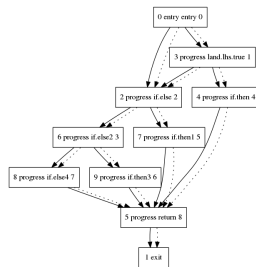 0 entry entry 0
3 progress land.lhs.true 1
2 progress if.else 2
4 progress if.then 4
6 progress if.else2 3
7 progress if.then1 5
8 progress if.else4 7
9 progress if.then3 6
5 progress return 8
1 exit